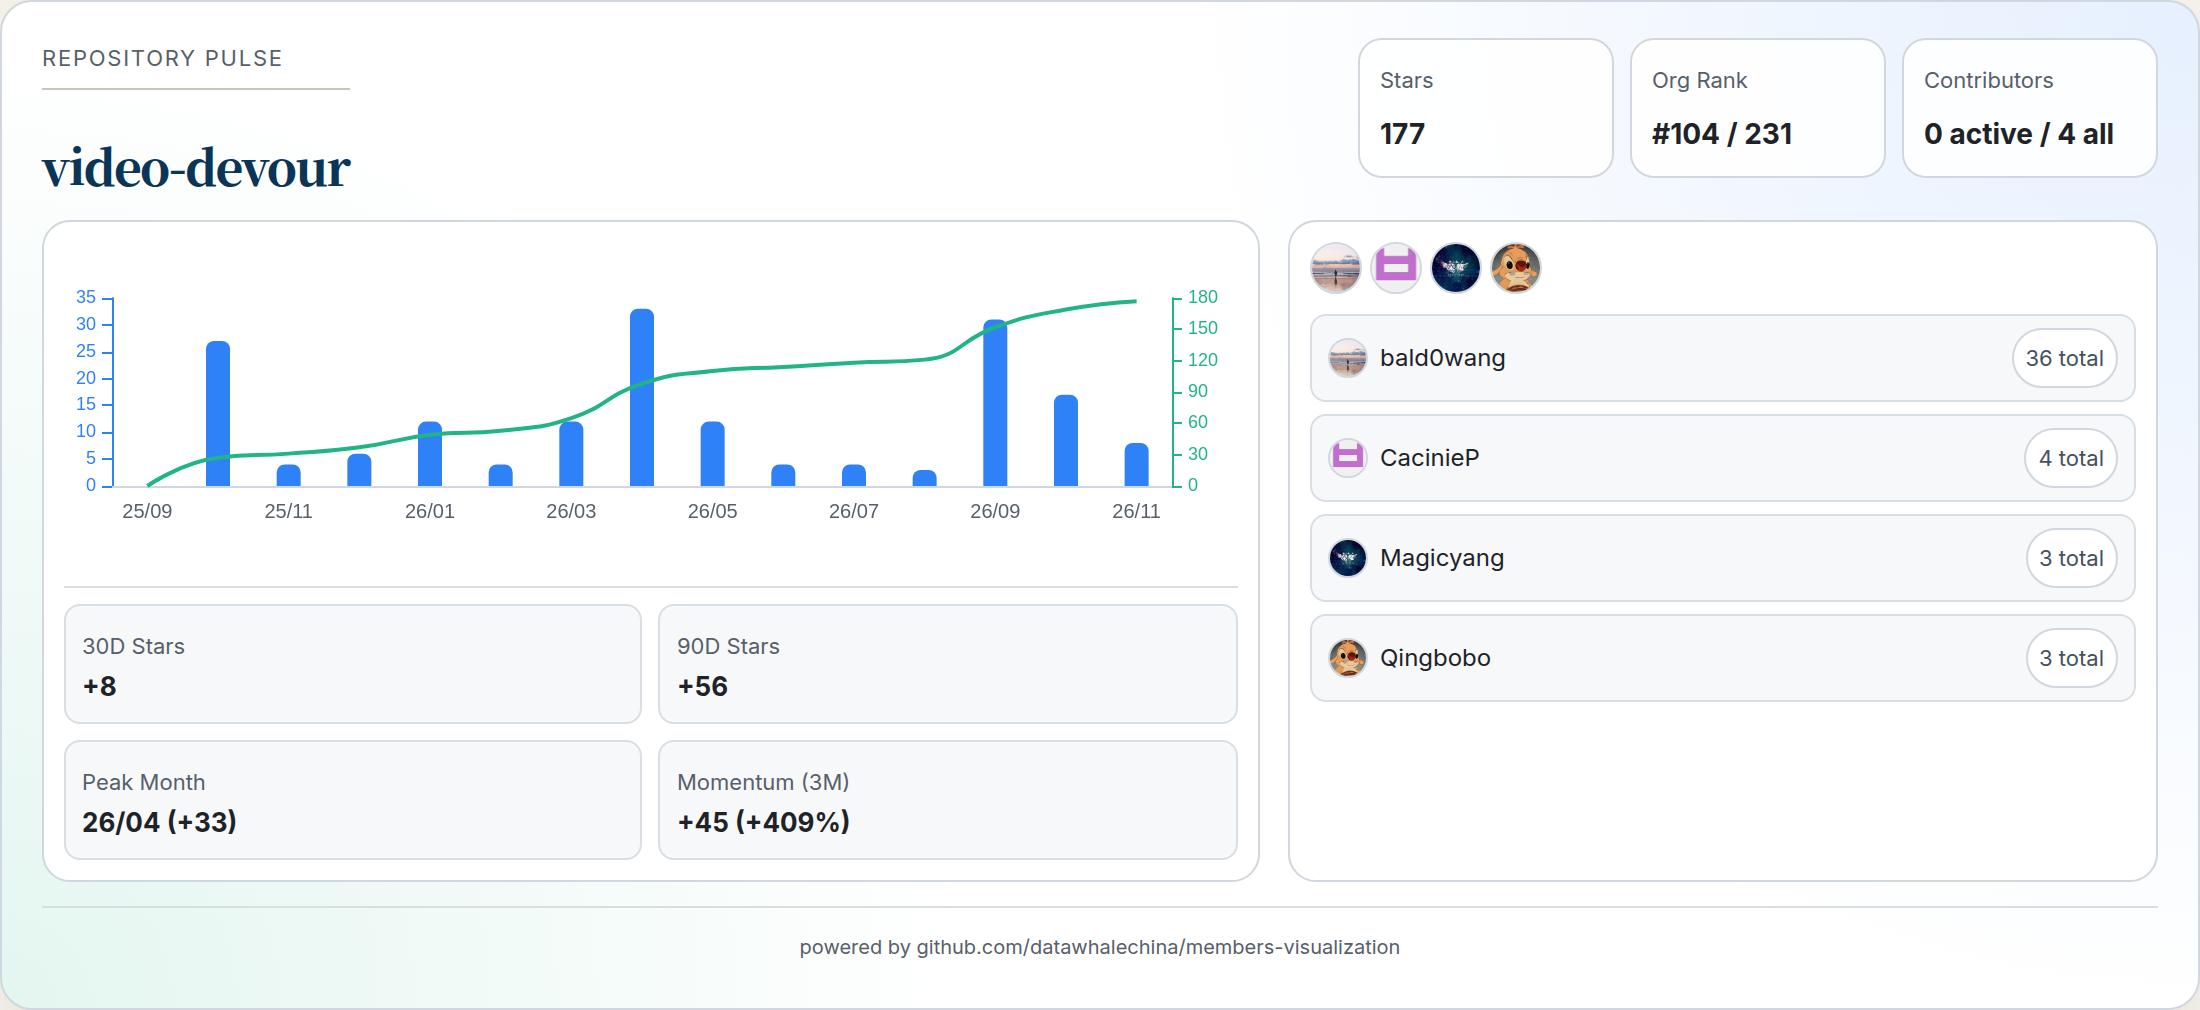 REPOSITORY PULSE
video-devour
Stars
177
Org Rank
#104 / 231
Contributors
0 active / 4 all
35
30
25
20
15
10
5
0
180
150
120
90
60
30
0
25/09 25/11 26/01 26/03 26/05 26/07 26/09 26/11
30D Stars
+8
90D Stars
+56
Peak Month
26/04 (+33)
Momentum (3M)
+45 (+409%)
bald0wang
36 total
CacinieP
4 total
Magicyang
3 total
Qingbobo
3 total
powered by github.com/datawhalechina/members-visualization